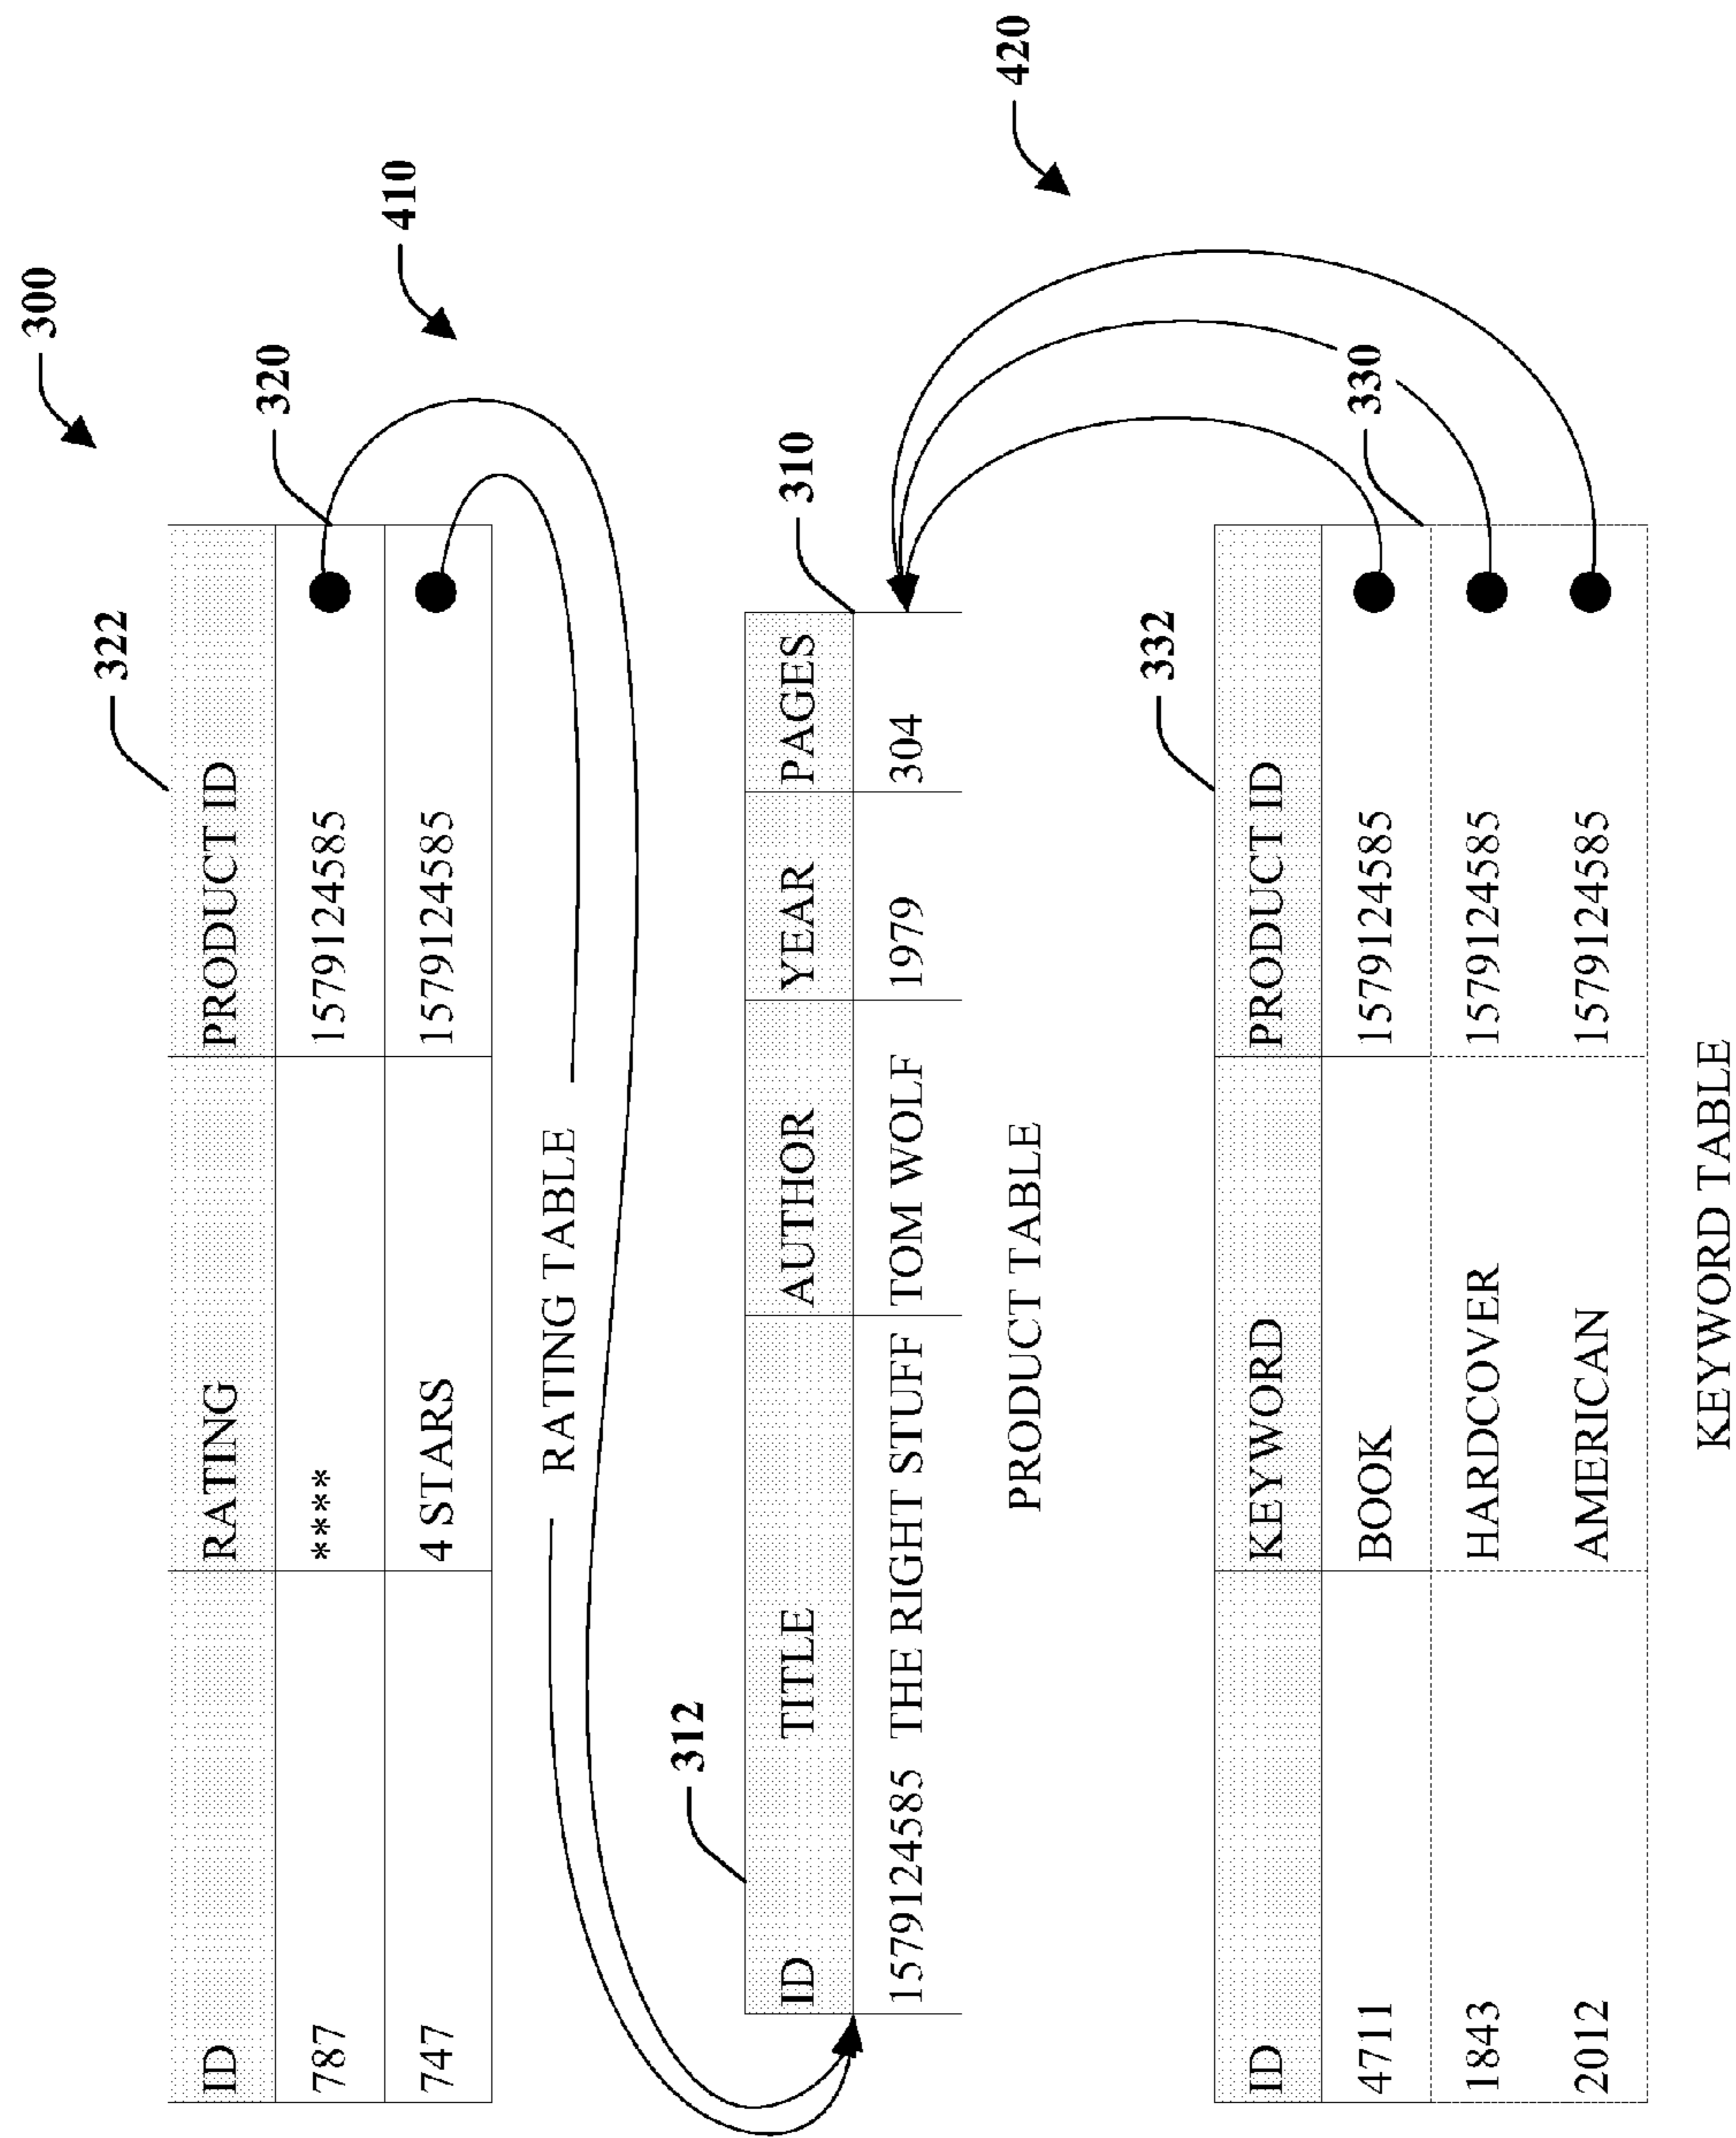 300
322
320
410
ID RATING PRODUCT ID
787 **** 1579124585
747 4 STARS 1579124585
RATING TABLE
312
310
ID TITLE AUTHOR YEAR PAGES
1579124585 THE RIGHT STUFF TOM WOLF 1979 304
PRODUCT TABLE
420
332
330
ID KEYWORD PRODUCT ID
4711 BOOK 1579124585
1843 HARDCOVER 1579124585
2012 AMERICAN 1579124585
KEYWORD TABLE